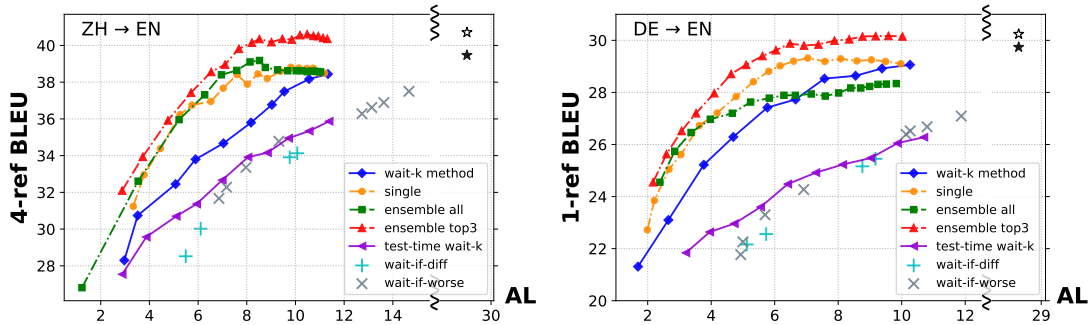 ZH → EN
4-ref BLEU
40
38
36
34
32
30
28
2
4
6
8
10
12
14
30
AL
wait-k method
single
ensemble all
ensemble top3
test-time wait-k
wait-if-diff
wait-if-worse
DE → EN
1-ref BLEU
30
28
26
24
22
20
2
4
6
8
10
12
29
AL
wait-k method
single
ensemble all
ensemble top3
test-time wait-k
wait-if-diff
wait-if-worse